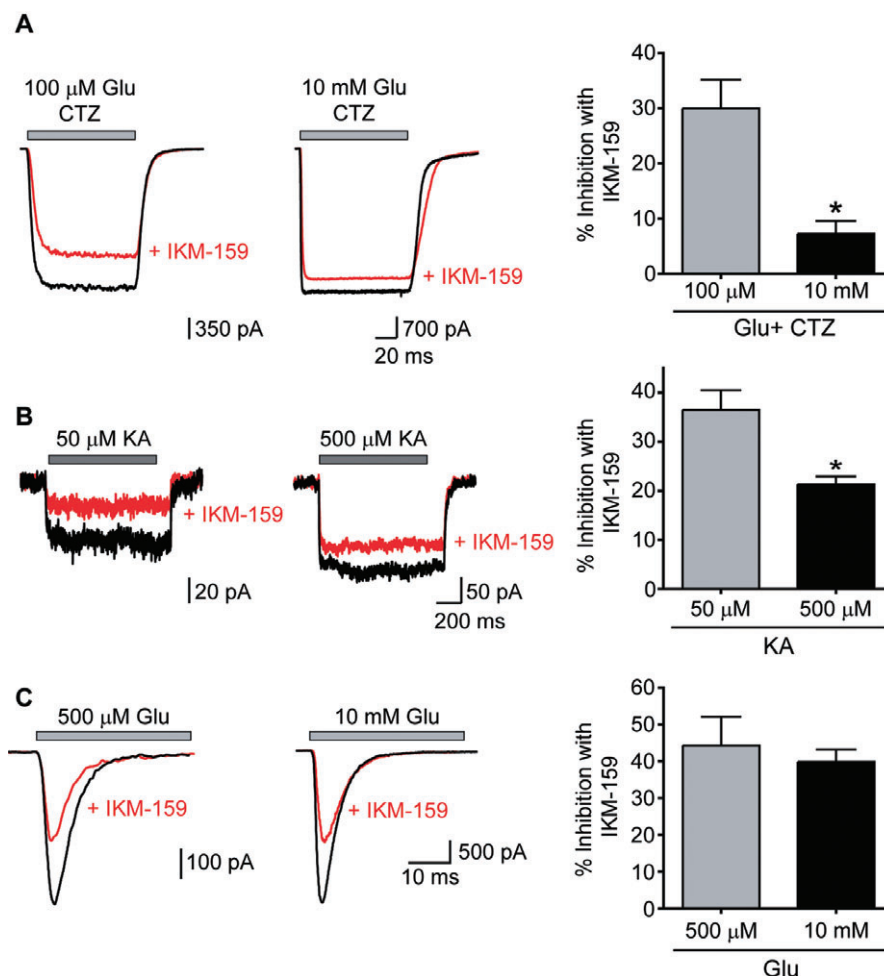 A
100 μM Glu
CTZ
10 mM Glu
CTZ
+ IKM-159
+ IKM-159
350 pA
700 pA
20 ms
% Inhibition with
IKM-159
40
30
20
10
0
*
100 μM
10 mM
Glu+ CTZ
B
50 μM KA
500 μM KA
+ IKM-159
+ IKM-159
20 pA
50 pA
200 ms
% Inhibition with
IKM-159
40
30
20
10
0
*
50 μM
500 μM
KA
C
500 μM Glu
10 mM Glu
+ IKM-159
+ IKM-159
100 pA
500 pA
10 ms
% Inhibition with
IKM-159
60
50
40
30
20
10
0
500 μM
10 mM
Glu